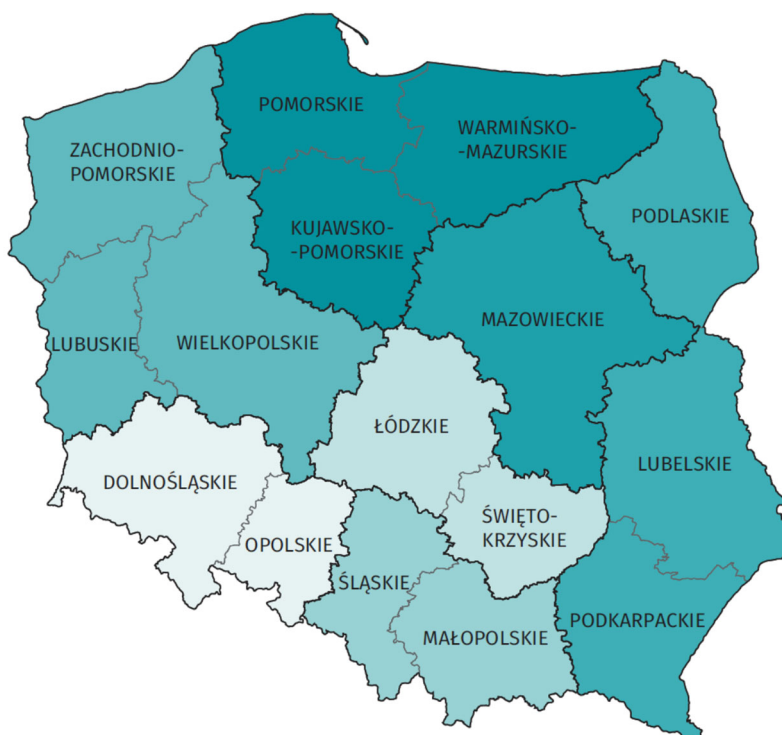 POMORSKIE
WARMIŃSKO-
-MAZURSKIE
ZACHODNIO-
POMORSKIE
PODLASKIE
KUJAWSKO-
-POMORSKIE
MAZOWIECKIE
LUBUSKIE
WIELKOPOLSKIE
ŁÓDZKIE
LUBELSKIE
DOLNOŚLĄSKIE
ŚWIĘTO-
KRZYSKIE
OPOLSKIE
ŚLĄSKIE
PODKARPACKIE
MAŁOPOLSKIE